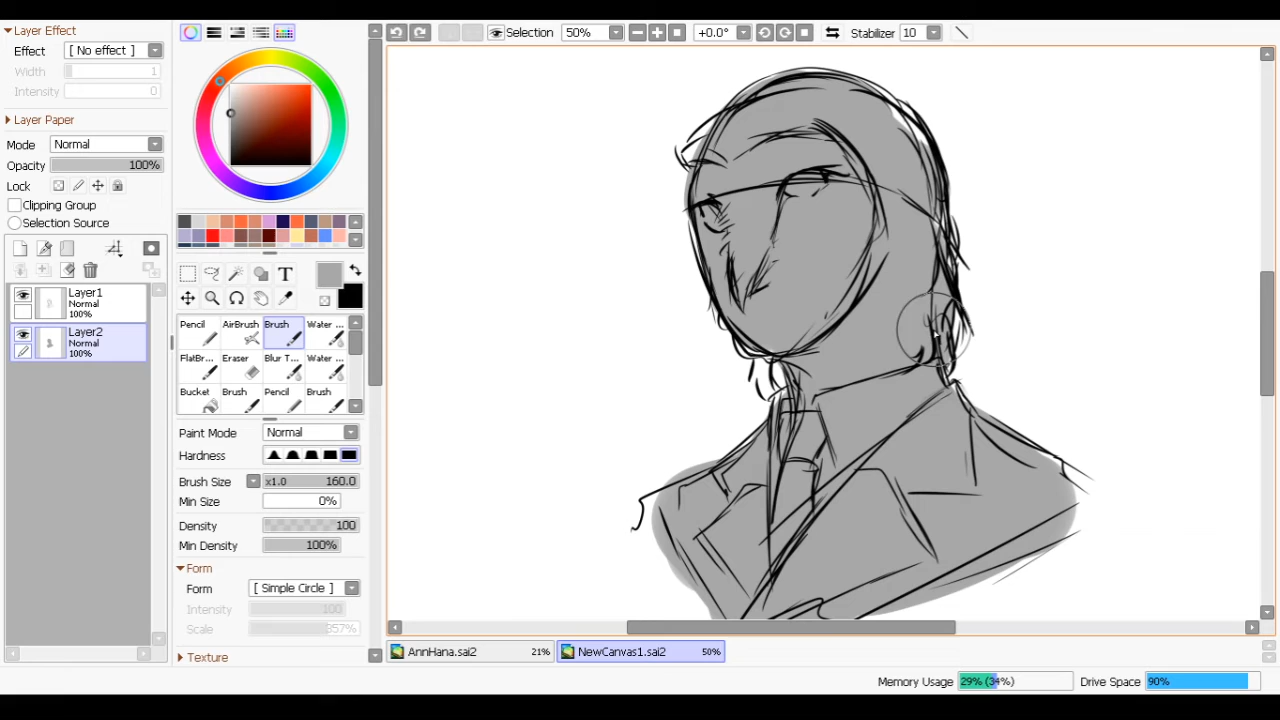 Layer Effect
Effect [ No effect ]
Width 1
Intensity 0
Layer Paper
Mode Normal
Opacity 100%
Lock
Clipping Group
Selection Source
Layer1
Normal
100%
Layer2
Normal
100%
T
Pencil AirBrush Brush Water ...
FlatBr... Eraser Blur T... Water ...
Bucket Brush Pencil Brush
Paint Mode Normal
Hardness
Brush Size x1.0 160.0
Min Size 0%
Density 100
Min Density 100%
Form
Form [ Simple Circle ]
Intensity 100
Scale 357%
Texture
Selection 50% +0.0° Stabilizer 10
AnnHana.sai2 21% NewCanvas1.sai2 50%
Memory Usage 29% (34%) Drive Space 90%